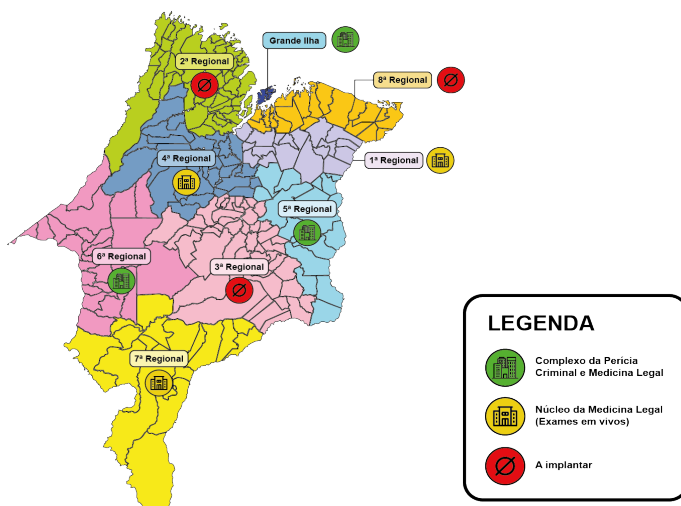 Grande Ilha
2ª Regional
8ª Regional
4ª Regional
1ª Regional
5ª Regional
6ª Regional
3ª Regional
7ª Regional
LEGENDA
Complexo da Perícia
Criminal e Medicina Legal
Núcleo da Medicina Legal
(Exames em vivos)
A implantar